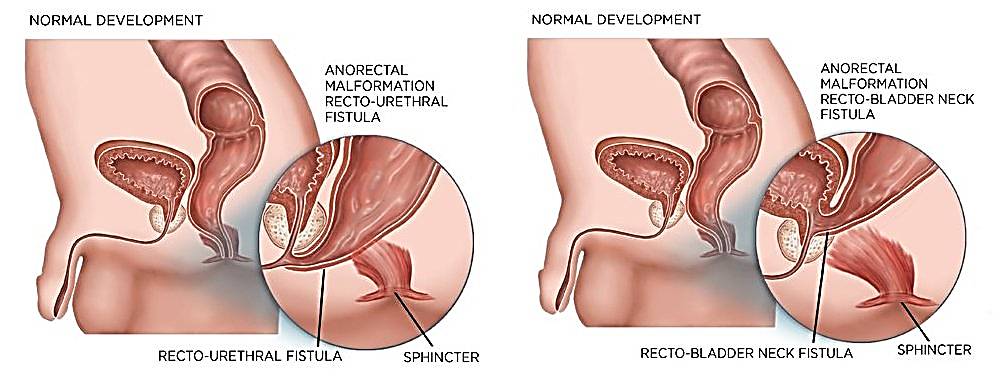 NORMAL DEVELOPMENT
ANORECTAL
MALFORMATION
RECTO-URETHRAL
FISTULA
RECTO-URETHRAL FISTULA
SPHINCTER
NORMAL DEVELOPMENT
ANORECTAL
MALFORMATION
RECTO-BLADDER NECK
FISTULA
RECTO-BLADDER NECK FISTULA
SPHINCTER